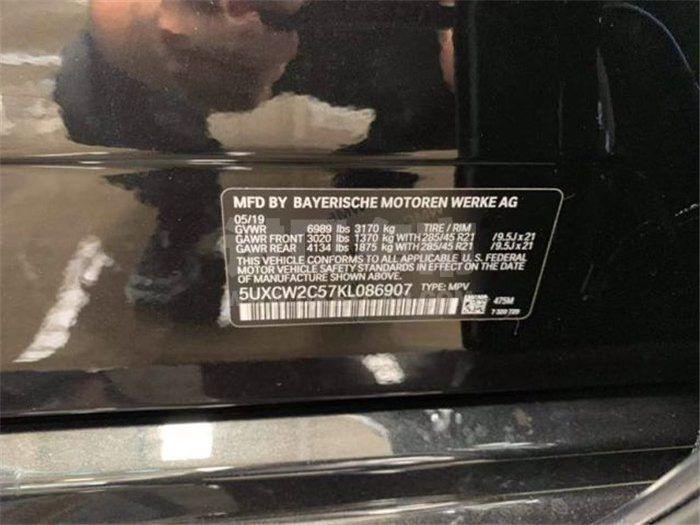 MFD BY BAYERISCHE MOTOREN WERKE AG
05/19
GVWR 6989 lbs 3170 kg TIRE / RIM
GAWR FRONT 3020 lbs 1370 kg WITH 285/45 R21 /9.5J x 21
GAWR REAR 4134 lbs 1875 kg WITH 285/45 R21 /9.5J x 21
THIS VEHICLE CONFORMS TO ALL APPLICABLE U. S. FEDERAL
MOTOR VEHICLE SAFETY STANDARDS IN EFFECT ON THE DATE
OF MANUFACTURE SHOWN ABOVE.
5UXCW2C57KL086907 TYPE: MPV
475M